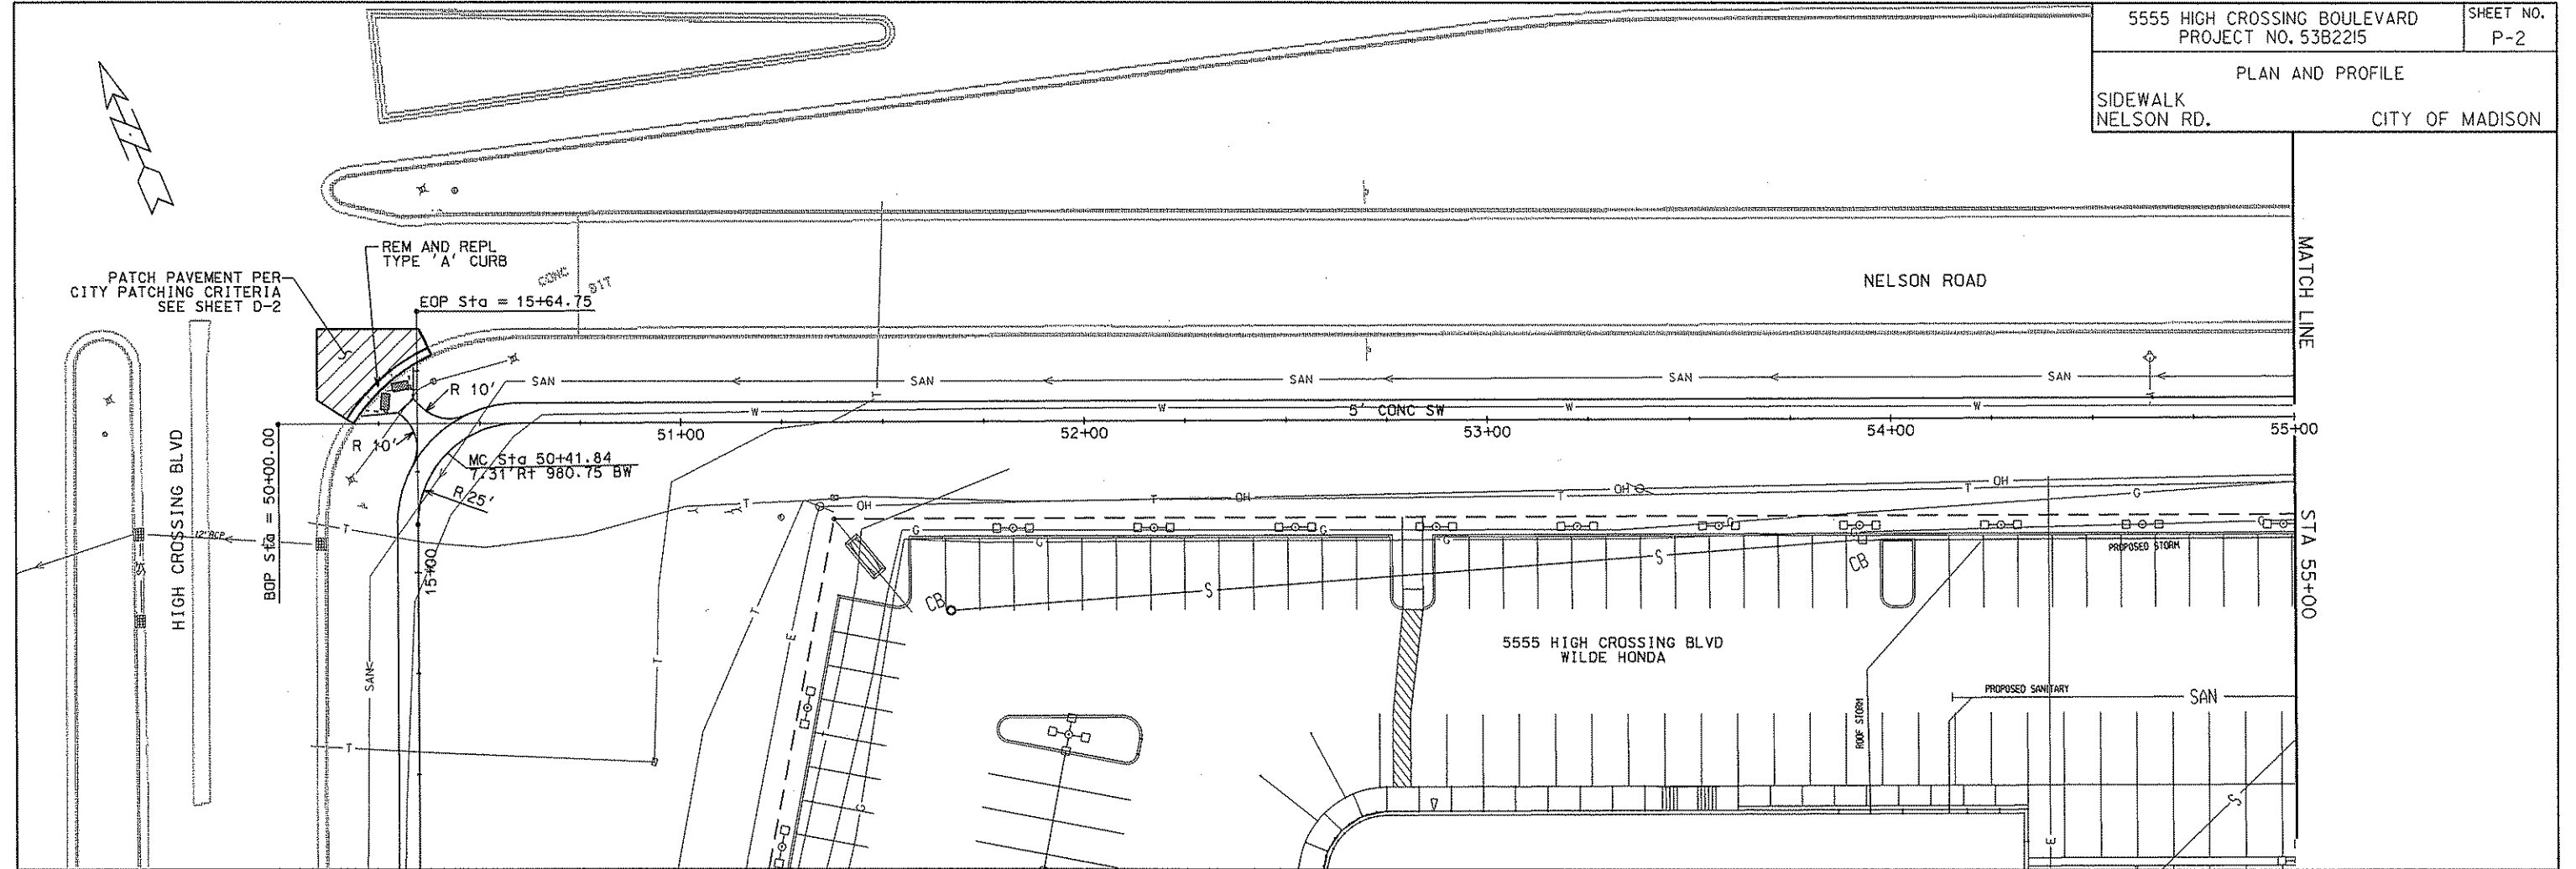 5555 HIGH CROSSING BOULEVARD
PROJECT NO. 53B2215
SHEET NO.
P-2
PLAN AND PROFILE
SIDEWALK
NELSON RD.
CITY OF MADISON
REM AND REPL
TYPE 'A' CURB
PATCH PAVEMENT PER
CITY PATCHING CRITERIA
SEE SHEET D-2
CONC
BIT
EOP Sta = 15+64.75
NELSON ROAD
MATCH LINE
STA 55+00
R 10'
R 10'
SAN
SAN
SAN
SAN
SAN
T
W
W
W
W
5' CONC SW
51+00
52+00
53+00
54+00
55+00
BOP Sta = 50+00.00
HIGH CROSSING BLVD
MC Sta 50+41.84
7.31'Rt 980.75 BW
R 25'
15+00
12"RCP
S
T
T
OH
T
OH
T
OH
T
OH
G
G
G
G
G
G
G
G
PROPOSED STORM
CB
CB
S
S
SAN
T
T
T
E
G
5555 HIGH CROSSING BLVD
WILDE HONDA
ROOF STORM
PROPOSED SANITARY
SAN
S
E